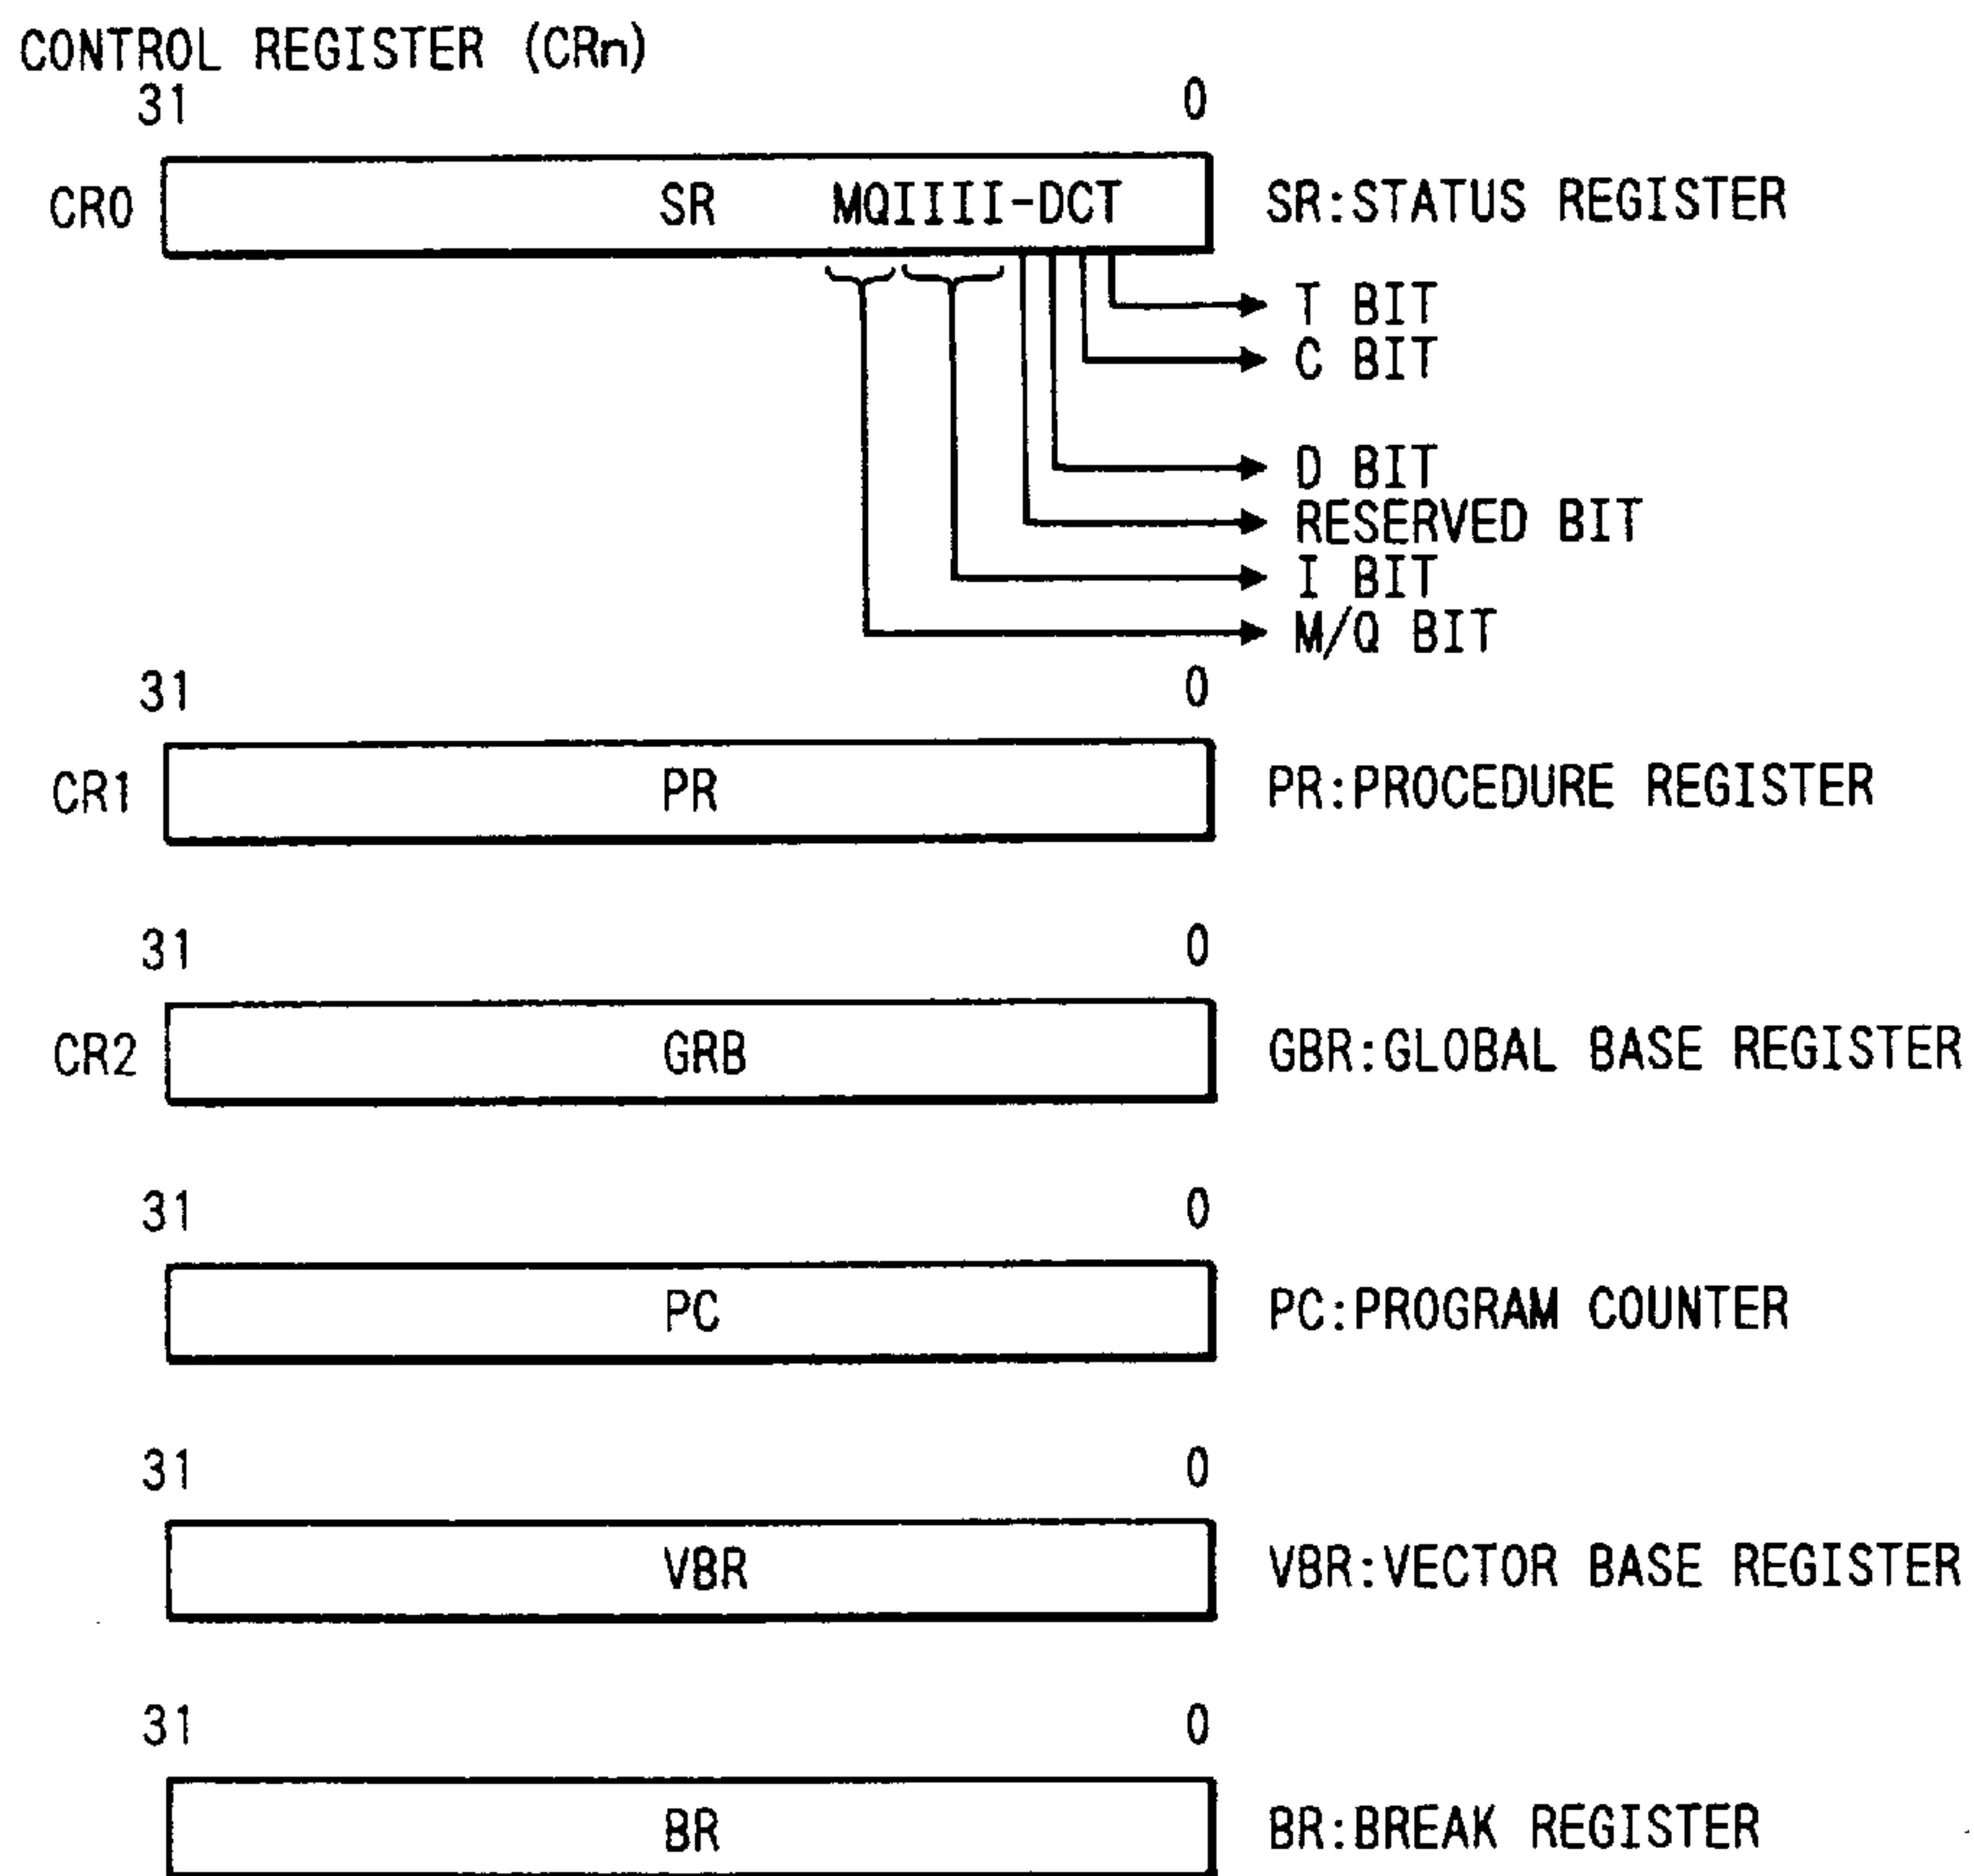 CONTROL REGISTER (CRn)
31 0
CR0 SR MQIIII-DCT SR:STATUS REGISTER
T BIT
C BIT
D BIT
RESERVED BIT
I BIT
M/Q BIT
31 0
CR1 PR PR:PROCEDURE REGISTER
31 0
CR2 GRB GBR:GLOBAL BASE REGISTER
31 0
PC PC:PROGRAM COUNTER
31 0
VBR VBR:VECTOR BASE REGISTER
31 0
BR BR:BREAK REGISTER